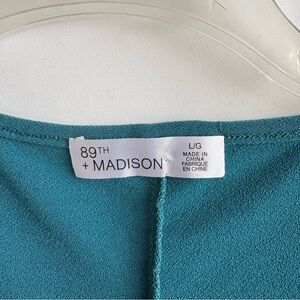 89TH
+ MADISON
L/G
MADE IN
CHINA
FABRIQUÉ
EN CHINE